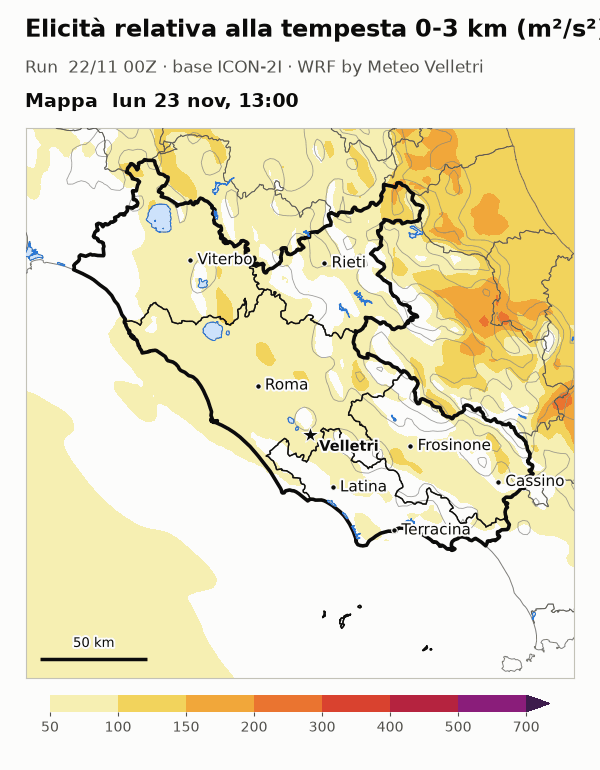 Elicità relativa alla tempesta 0-3 km (m²/s²)
Run  22/11 00Z · base ICON-2I · WRF by Meteo Velletri
Mappa  lun 23 nov, 13:00
Viterbo
Rieti
Roma
Velletri
Frosinone
Cassino
Latina
Terracina
50 km
50 100 150 200 300 400 500 700